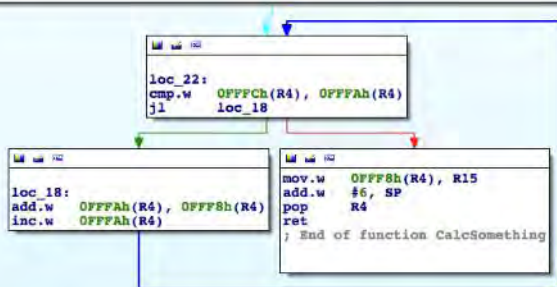 loc_22:
cmp.w 0FFFCh(R4), 0FFFAh(R4)
jl loc_18
loc_18:
add.w 0FFFAh(R4), 0FFF8h(R4)
inc.w 0FFFAh(R4)
mov.w 0FFF8h(R4), R15
add.w #6, SP
pop R4
ret
; End of function CalcSomething